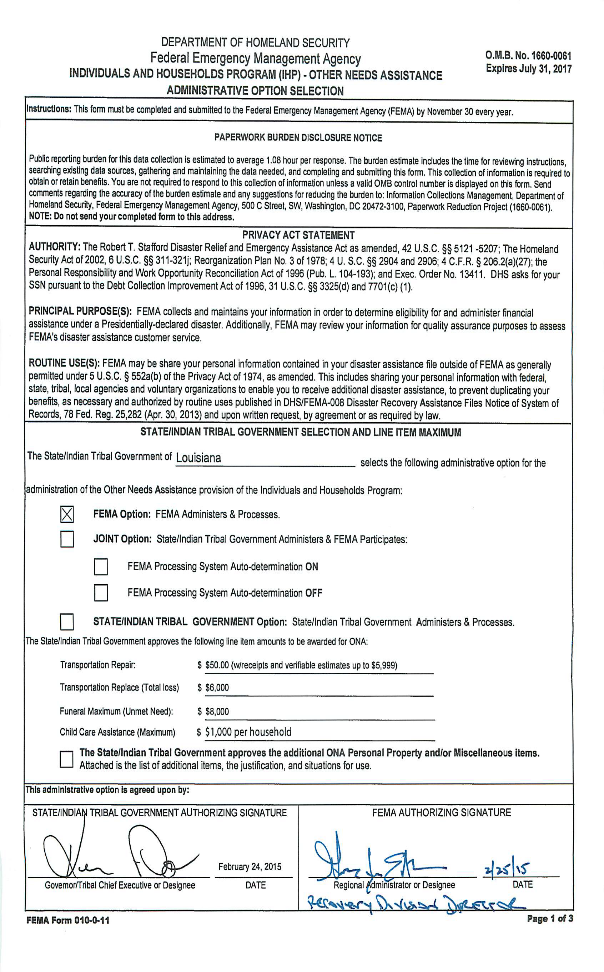 DEPARTMENT OF HOMELAND SECURITY
Federal Emergency Management Agency
INDIVIDUALS AND HOUSEHOLDS PROGRAM (IHP) - OTHER NEEDS ASSISTANCE
ADMINISTRATIVE OPTION SELECTION
O.M.B. No. 1660-0061
Expires July 31, 2017
Instructions: This form must be completed and submitted to the Federal Emergency Management Agency (FEMA) by November 30 every year.
PAPERWORK BURDEN DISCLOSURE NOTICE
Public reporting burden for this data collection is estimated to average 1.08 hour per response. The burden estimate includes the time for reviewing instructions,
searching existing data sources, gathering and maintaining the data needed, and completing and submitting this form. This collection of information is required to
obtain or retain benefits. You are not required to respond to this collection of information unless a valid OMB control number is displayed on this form. Send
comments regarding the accuracy of the burden estimate and any suggestions for reducing the burden to: Information Collections Management, Department of
Homeland Security, Federal Emergency Management Agency, 500 C Street, SW, Washington, DC 20472-3100, Paperwork Reduction Project (1660-0061).
NOTE: Do not send your completed form to this address.
PRIVACY ACT STATEMENT
AUTHORITY: The Robert T. Stafford Disaster Relief and Emergency Assistance Act as amended, 42 U.S.C. §§ 5121 -5207; The Homeland
Security Act of 2002, 6 U.S.C. §§ 311-321j; Reorganization Plan No. 3 of 1978; 4 U. S.C. §§ 2904 and 2906; 4 C.F.R. § 206.2(a)(27); the
Personal Responsibility and Work Opportunity Reconciliation Act of 1996 (Pub. L. 104-193); and Exec. Order No. 13411. DHS asks for your
SSN pursuant to the Debt Collection Improvement Act of 1996, 31 U.S.C. §§ 3325(d) and 7701(c) (1).
PRINCIPAL PURPOSE(S): FEMA collects and maintains your information in order to determine eligibility for and administer financial
assistance under a Presidentially-declared disaster. Additionally, FEMA may review your information for quality assurance purposes to assess
FEMA's disaster assistance customer service.
ROUTINE USE(S): FEMA may be share your personal information contained in your disaster assistance file outside of FEMA as generally
permitted under 5 U.S.C. § 552a(b) of the Privacy Act of 1974, as amended. This includes sharing your personal information with federal,
state, tribal, local agencies and voluntary organizations to enable you to receive additional disaster assistance, to prevent duplicating your
benefits, as necessary and authorized by routine uses published in DHS/FEMA-008 Disaster Recovery Assistance Files Notice of System of
Records, 78 Fed. Reg. 25,282 (Apr. 30, 2013) and upon written request, by agreement or as required by law.
STATE/INDIAN TRIBAL GOVERNMENT SELECTION AND LINE ITEM MAXIMUM
The State/Indian Tribal Government of Louisiana selects the following administrative option for the
administration of the Other Needs Assistance provision of the Individuals and Households Program:
FEMA Option: FEMA Administers & Processes.
JOINT Option: State/Indian Tribal Government Administers & FEMA Participates:
FEMA Processing System Auto-determination ON
FEMA Processing System Auto-determination OFF
STATE/INDIAN TRIBAL GOVERNMENT Option: State/Indian Tribal Government Administers & Processes.
The State/Indian Tribal Government approves the following line item amounts to be awarded for ONA:
Transportation Repair: $ $50.00 (w/receipts and verifiable estimates up to $5,999)
Transportation Replace (Total loss) $ $6,000
Funeral Maximum (Unmet Need): $ $8,000
Child Care Assistance (Maximum) $ $1,000 per household
The State/Indian Tribal Government approves the additional ONA Personal Property and/or Miscellaneous items.
Attached is the list of additional items, the justification, and situations for use.
This administrative option is agreed upon by:
STATE/INDIAN TRIBAL GOVERNMENT AUTHORIZING SIGNATURE
February 24, 2015
Governor/Tribal Chief Executive or Designee DATE
FEMA AUTHORIZING SIGNATURE
2/25/15
Regional Administrator or Designee DATE
Recovery Division Director
FEMA Form 010-0-11
Page 1 of 3